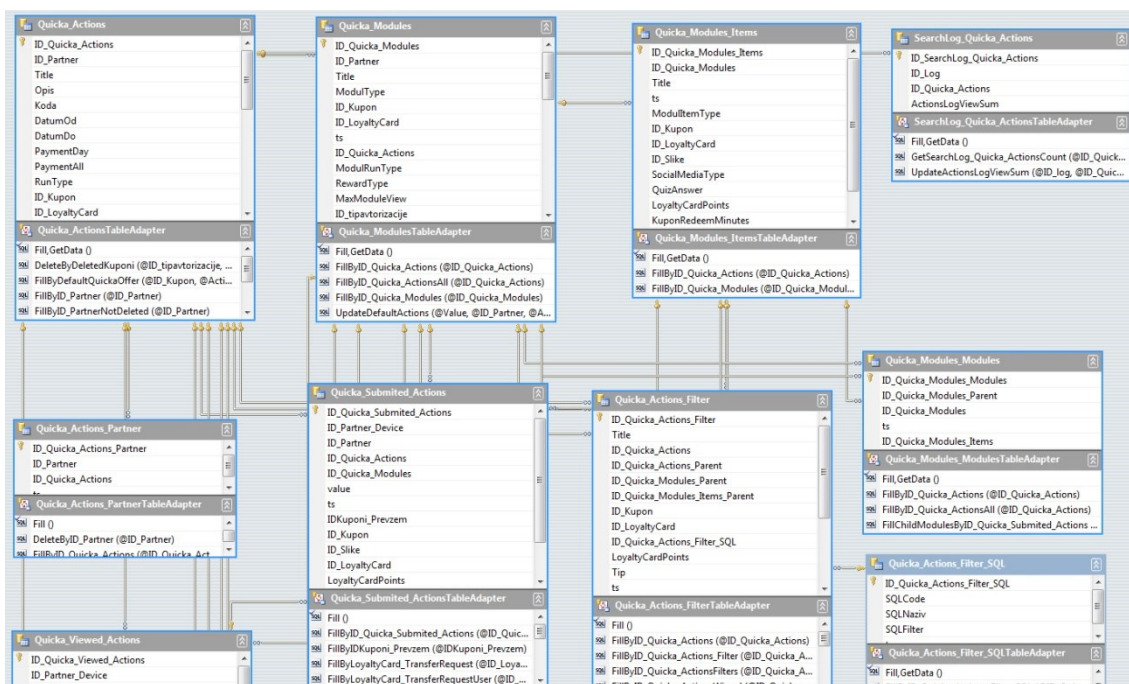 Quicka_Actions
ID_Quicka_Actions
ID_Partner
Title
Opis
Koda
DatumOd
DatumDo
PaymentDay
PaymentAll
RunType
ID_Kupon
ID_LoyaltyCard
Quicka_ActionsTableAdapter
Fill,GetData ()
DeleteByDeletedKuponi (@ID_tipavtorizacije, ...
FillByDefaultQuickaOffer (@ID_Kupon, @Acti...
FillByID_Partner (@ID_Partner)
FillByID_PartnerNotDeleted (@ID_Partner)
Quicka_Modules
ID_Quicka_Modules
ID_Partner
Title
ModulType
ID_Kupon
ID_LoyaltyCard
ts
ID_Quicka_Actions
ModulRunType
RewardType
MaxModuleView
ID_tipavtorizacije
Quicka_ModulesTableAdapter
Fill,GetData ()
FillByID_Quicka_Actions (@ID_Quicka_Actions)
FillByID_Quicka_ActionsAll (@ID_Quicka_Actions)
FillByID_Quicka_Modules (@ID_Quicka_Modules)
UpdateDefaultActions (@Value, @ID_Partner, @A...
Quicka_Modules_Items
ID_Quicka_Modules_Items
ID_Quicka_Modules
Title
ts
ModulItemType
ID_Kupon
ID_LoyaltyCard
ID_Slike
SocialMediaType
QuizAnswer
LoyaltyCardPoints
KuponRedeemMinutes
Quicka_Modules_ItemsTableAdapter
Fill,GetData ()
FillByID_Quicka_Actions (@ID_Quicka_Actions)
FillByID_Quicka_Modules (@ID_Quicka_Modul...
SearchLog_Quicka_Actions
ID_SearchLog_Quicka_Actions
ID_Log
ID_Quicka_Actions
ActionsLogViewSum
SearchLog_Quicka_ActionsTableAdapter
Fill,GetData ()
GetSearchLog_Quicka_ActionsCount (@ID_Quick...
UpdateActionsLogViewSum (@ID_log, @ID_Quic...
Quicka_Actions_Partner
ID_Quicka_Actions_Partner
ID_Partner
ID_Quicka_Actions
ts
Quicka_Actions_PartnerTableAdapter
Fill ()
DeleteByID_Partner (@ID_Partner)
FillByID_Quicka_Actions (@ID_Quicka_Act...
Quicka_Viewed_Actions
ID_Quicka_Viewed_Actions
ID_Partner_Device
Quicka_Submited_Actions
ID_Quicka_Submited_Actions
ID_Partner_Device
ID_Partner
ID_Quicka_Actions
ID_Quicka_Modules
value
ts
IDKuponi_Prevzem
ID_Kupon
ID_Slike
ID_LoyaltyCard
LoyaltyCardPoints
Quicka_Submited_ActionsTableAdapter
Fill ()
FillByID_Quicka_Submited_Actions (@ID_Quic...
FillByIDKuponi_Prevzem (@IDKuponi_Prevzem)
FillByLoyaltyCard_TransferRequest (@ID_Loya...
FillByLoyaltyCard_TransferRequestUser (@ID_...
Quicka_Actions_Filter
ID_Quicka_Actions_Filter
Title
ID_Quicka_Actions
ID_Quicka_Actions_Parent
ID_Quicka_Modules_Parent
ID_Quicka_Modules_Items_Parent
ID_Kupon
ID_LoyaltyCard
ID_Quicka_Actions_Filter_SQL
LoyaltyCardPoints
Tip
ts
Quicka_Actions_FilterTableAdapter
Fill ()
FillByID_Quicka_Actions (@ID_Quicka_Actions)
FillByID_Quicka_Actions_Filter (@ID_Quicka_A...
FillByID_Quicka_ActionsFilters (@ID_Quicka_A...
Quicka_Modules_Modules
ID_Quicka_Modules_Modules
ID_Quicka_Modules_Parent
ID_Quicka_Modules
ts
ID_Quicka_Modules_Items
Quicka_Modules_ModulesTableAdapter
Fill,GetData ()
FillByID_Quicka_Actions (@ID_Quicka_Actions)
FillByID_Quicka_ActionsAll (@ID_Quicka_Actions)
FillChildModulesByID_Quicka_Submited_Actions ...
Quicka_Actions_Filter_SQL
ID_Quicka_Actions_Filter_SQL
SQLCode
SQLNaziv
SQLFilter
Quicka_Actions_Filter_SQLTableAdapter
Fill,GetData ()